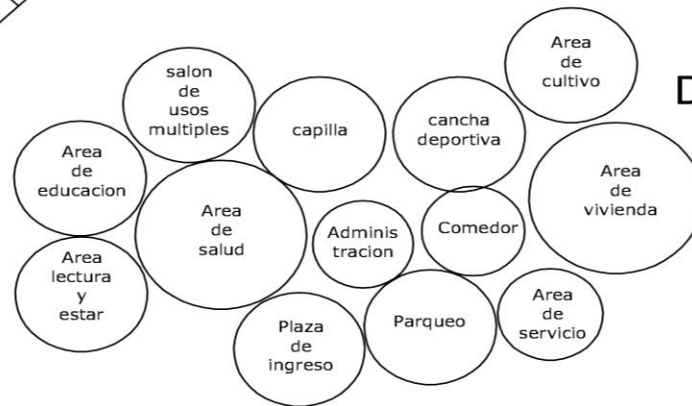 Area
de
cultivo
D
salon
de
usos
multiples
capilla
cancha
deportiva
Area
de
educacion
Area
de
vivienda
Area
de
salud
Adminis
tracion
Comedor
Area
lectura
y
estar
Plaza
de
ingreso
Parqueo
Area
de
servicio